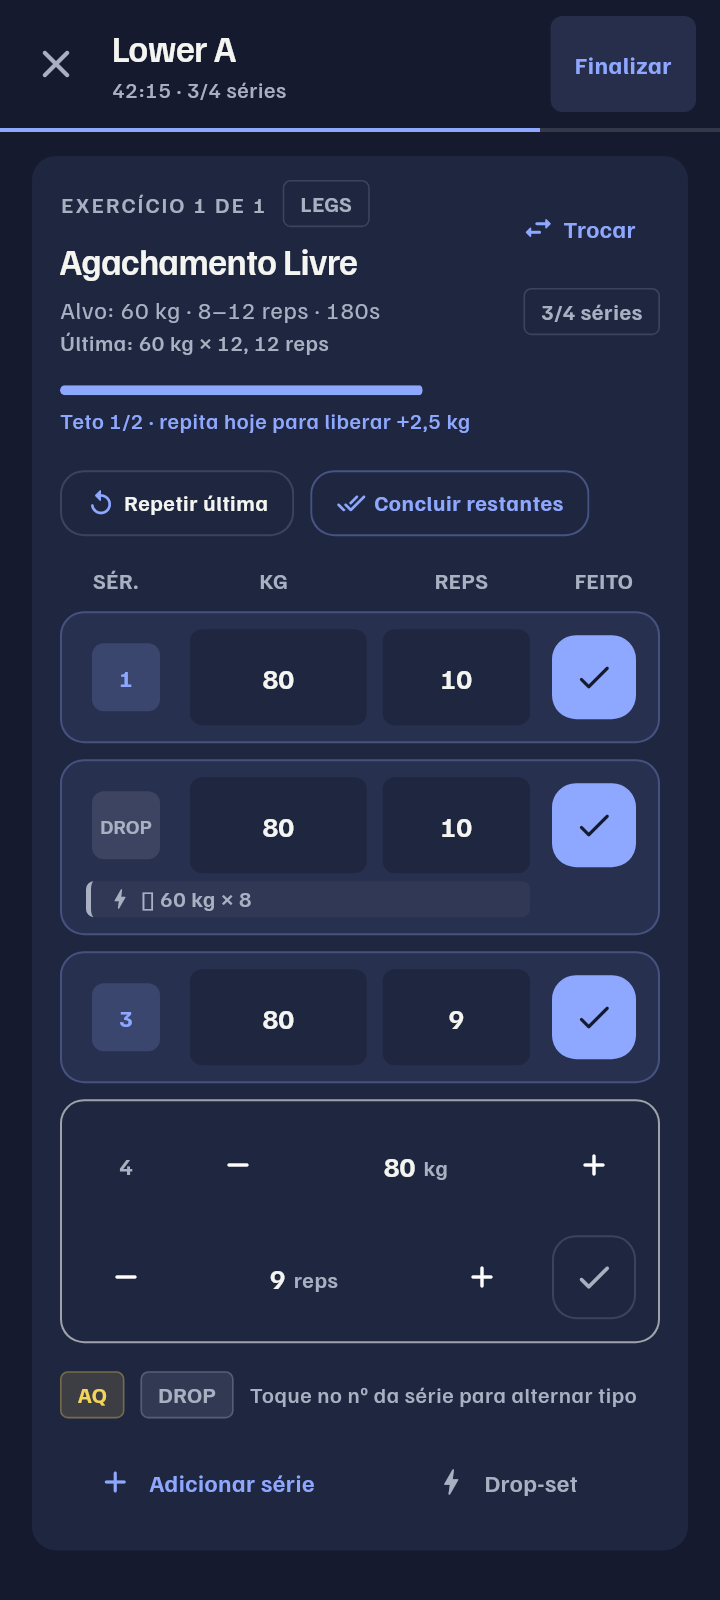 Lower A
42:15 · 3/4 séries
Finalizar
EXERCÍCIO 1 DE 1
LEGS
Trocar
Agachamento Livre
Alvo: 60 kg · 8–12 reps · 180s
3/4 séries
Última: 60 kg × 12, 12 reps
Teto 1/2 · repita hoje para liberar +2,5 kg
Repetir última
Concluir restantes
SÉR. KG REPS FEITO
1 80 10
DROP 80 10
60 kg × 8
3 80 9
4 − 80 kg +
− 9 reps +
AQ DROP Toque no nº da série para alternar tipo
+ Adicionar série
Drop-set